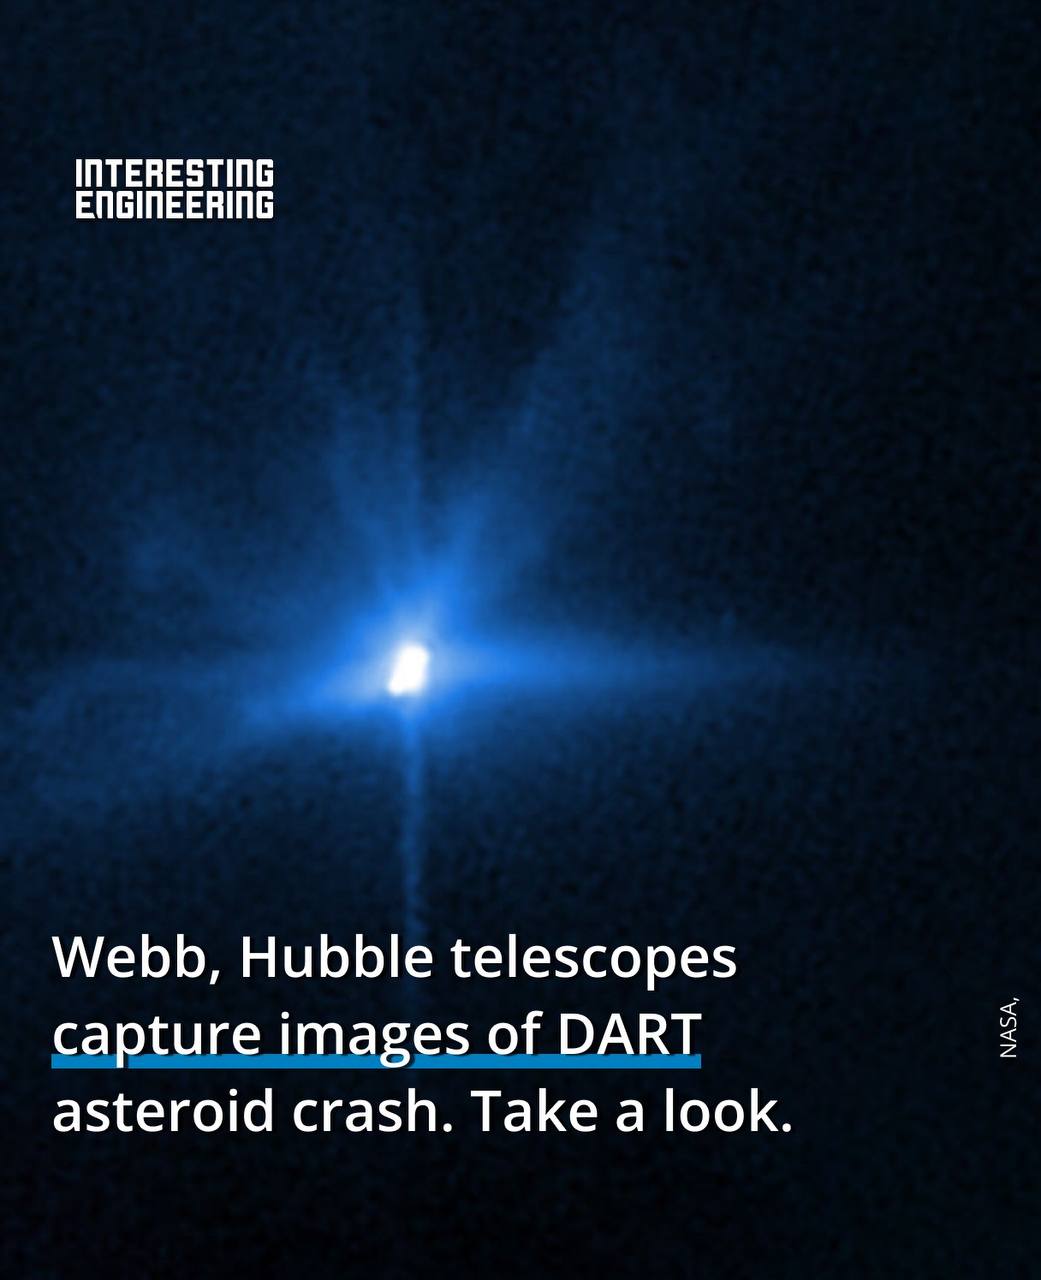 INTERESTING
ENGINEERING
Webb, Hubble telescopes
capture images of DART
asteroid crash. Take a look.
NASA,